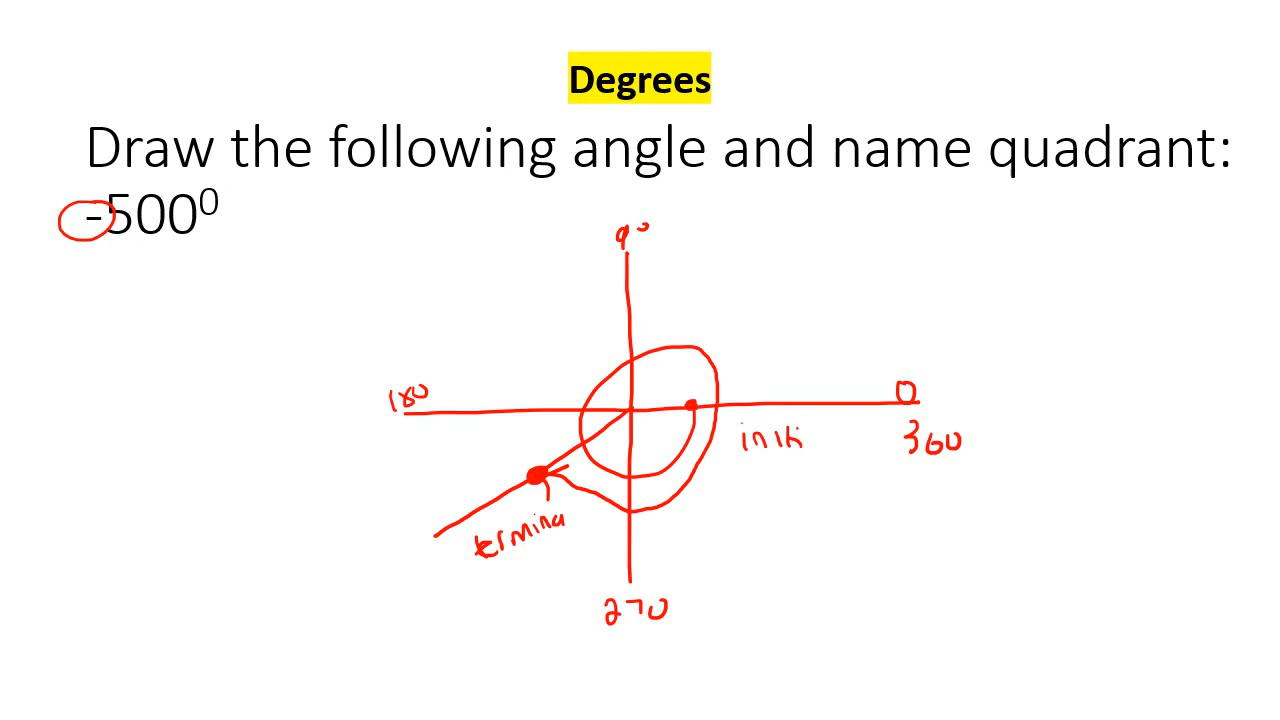 Degrees
Draw the following angle and name quadrant:
-500⁰
90
180
0
initi
360
termina
270